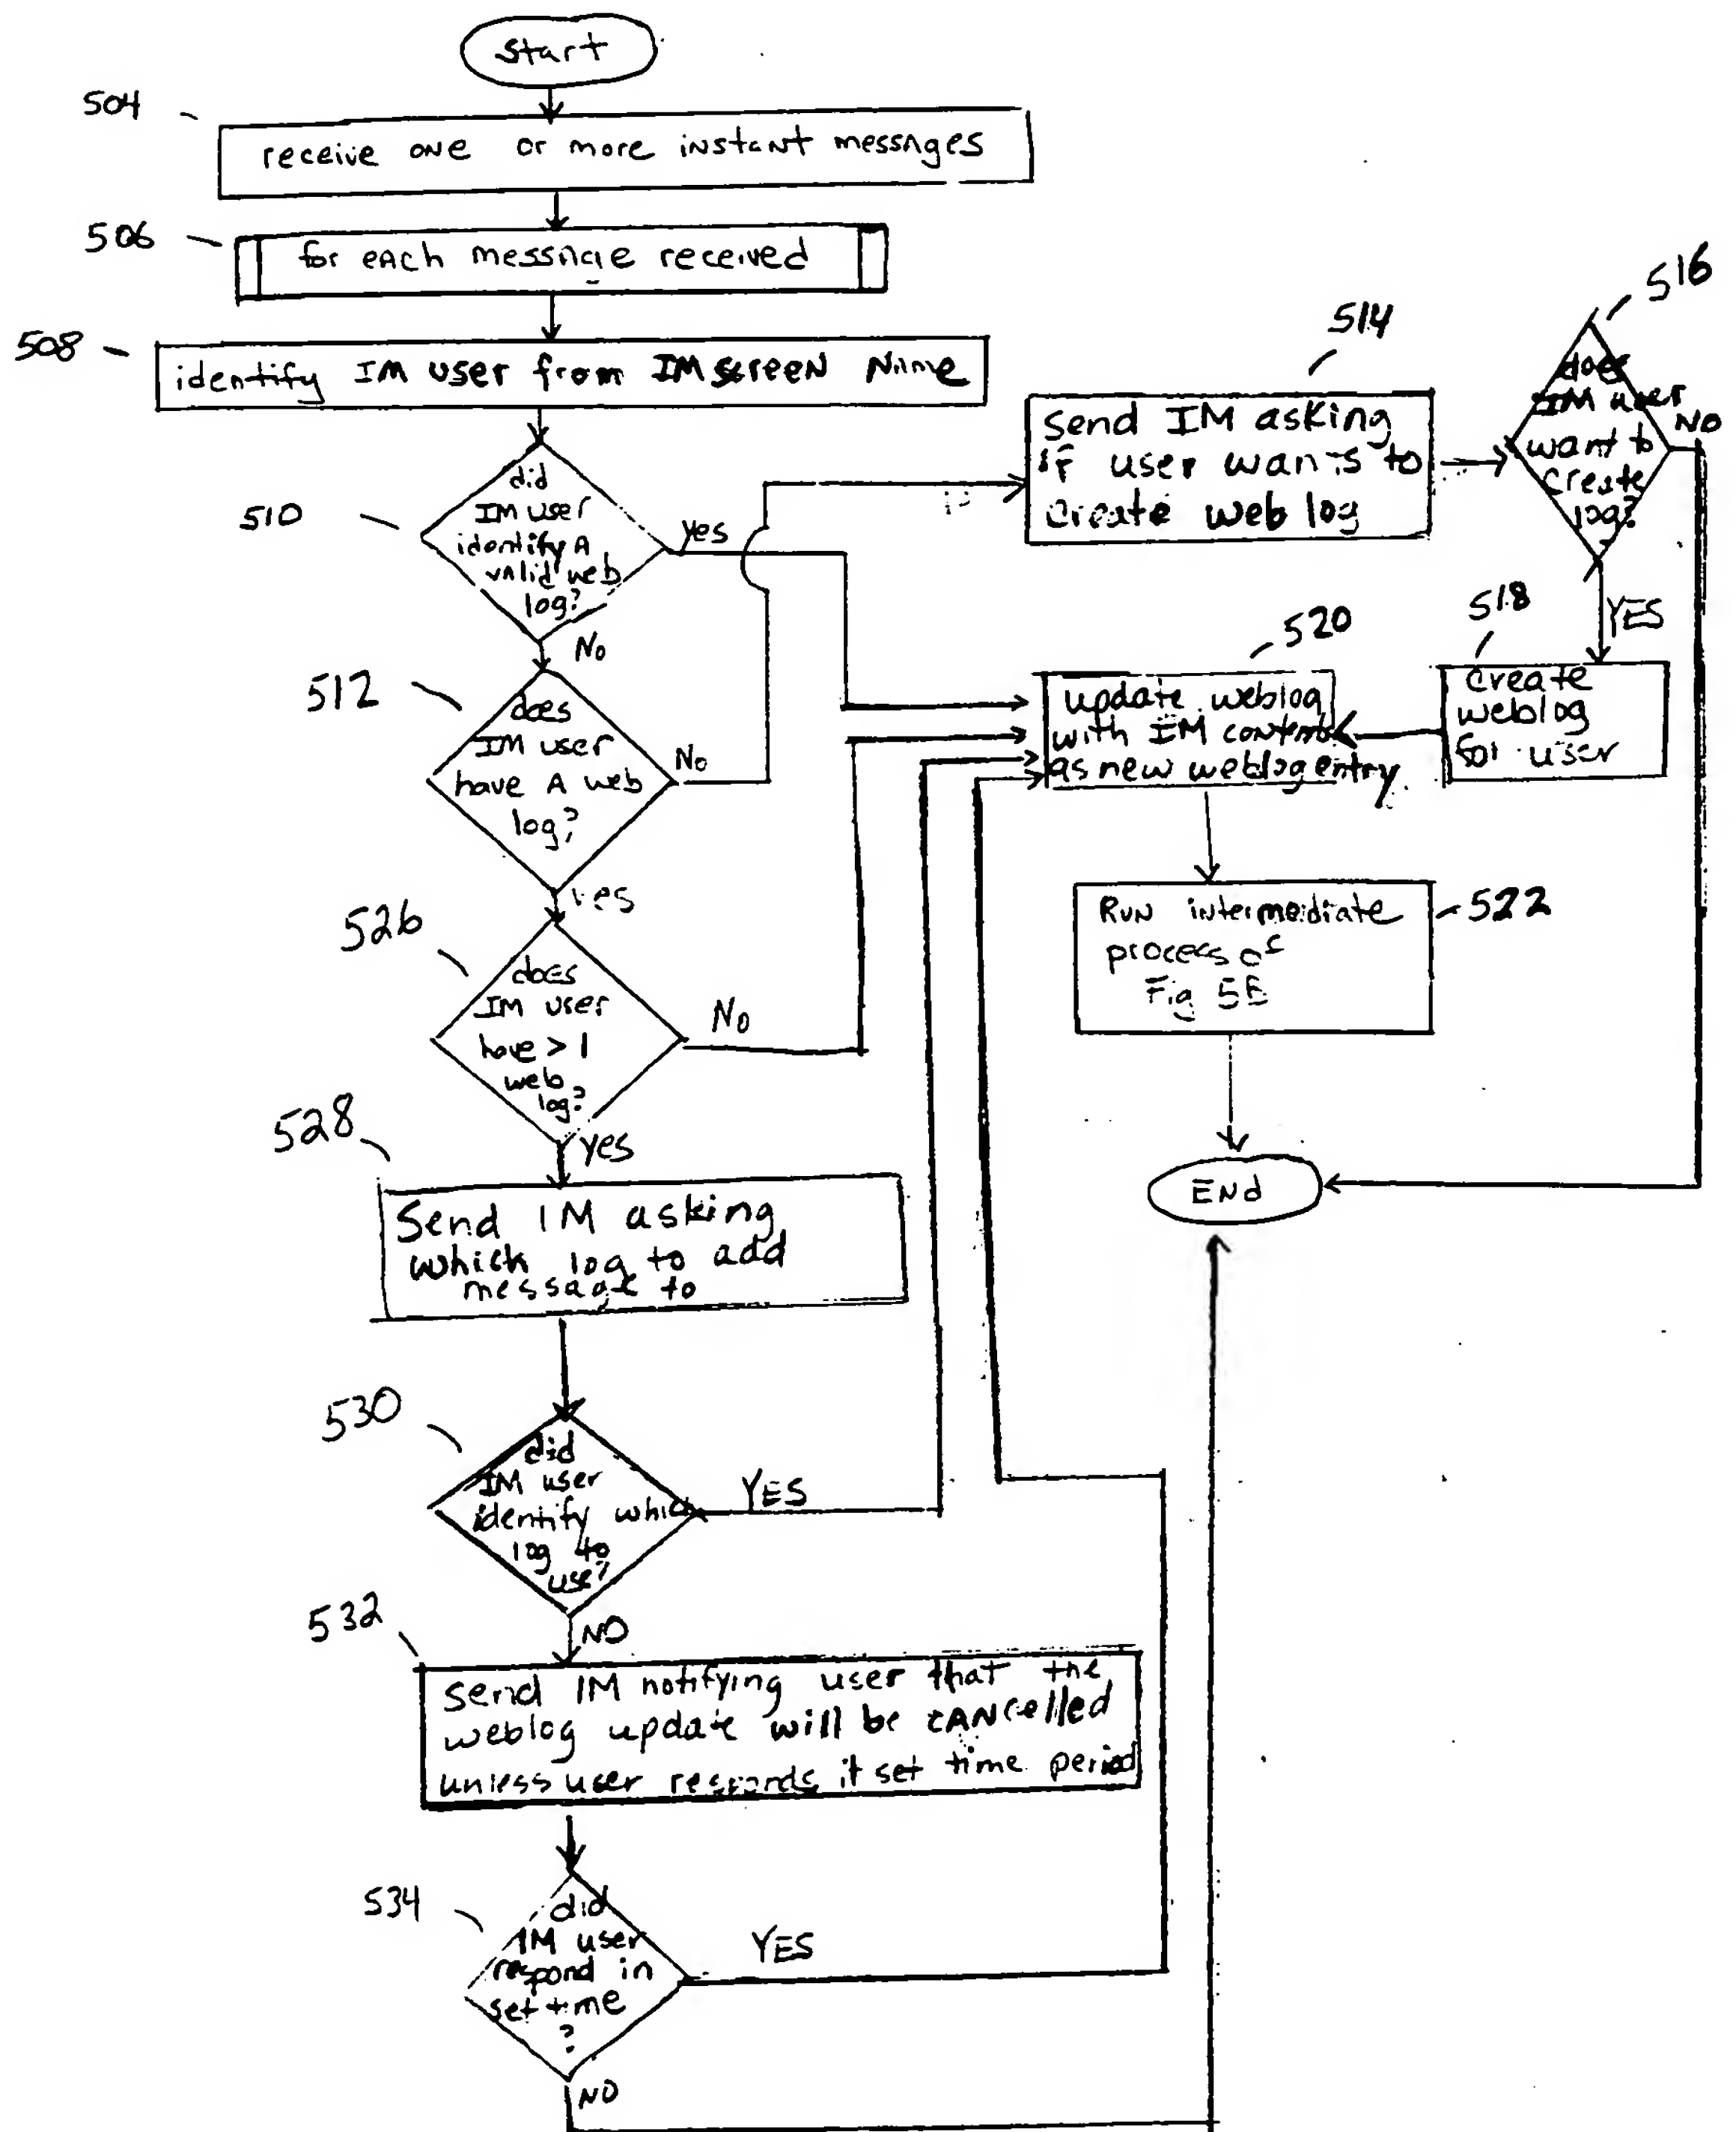 start
504
receive one or more instant messages
506
for each message received
508
identify IM user from IM screen Name
510
did
IM user
identify A
valid web
log?
yes
No
512
does
IM user
have A web
log?
No
yes
514
send IM asking
if user wants to
create web log
516
does
IM user
want to
create
log?
NO
YES
518
create
weblog
for user
520
update weblog
with IM content
as new weblog entry
522
RUN intermediate
process of
Fig 5B
END
526
does
IM user
have > 1
web
log?
No
yes
528
Send IM asking
which log to add
message to
530
did
IM user
identify which
log to
use?
YES
NO
532
send IM notifying user that the
weblog update will be cancelled
unless user responds it set time period
534
did
IM user
respond in
set time
?
YES
NO